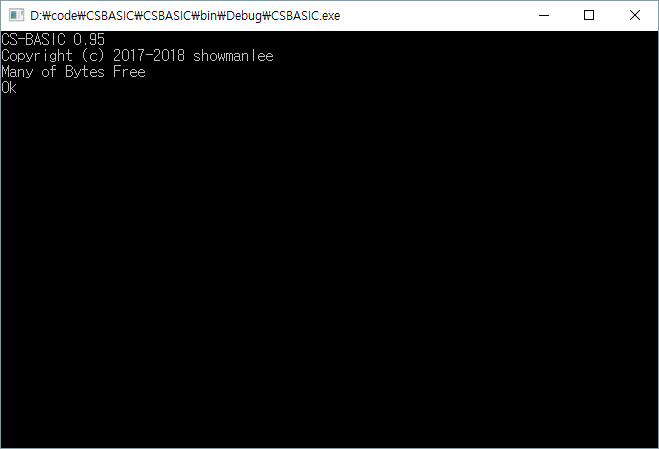 D:₩code₩CSBASIC₩CSBASIC₩bin₩Debug₩CSBASIC.exe
CS-BASIC 0.95
Copyright (c) 2017-2018 showmanlee
Many of Bytes Free
Ok